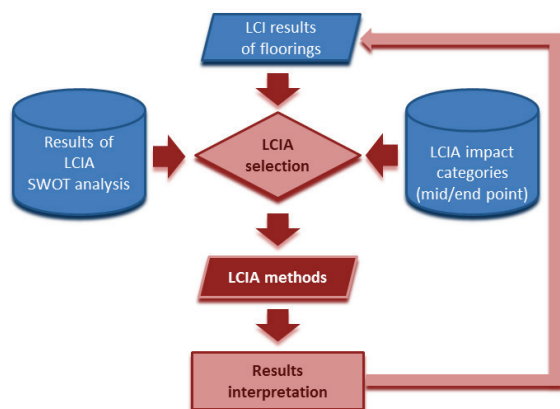 LCI results
of floorings
Results of
LCIA
SWOT analysis
LCIA
selection
LCIA impact
categories
(mid/end point)
LCIA methods
Results
interpretation